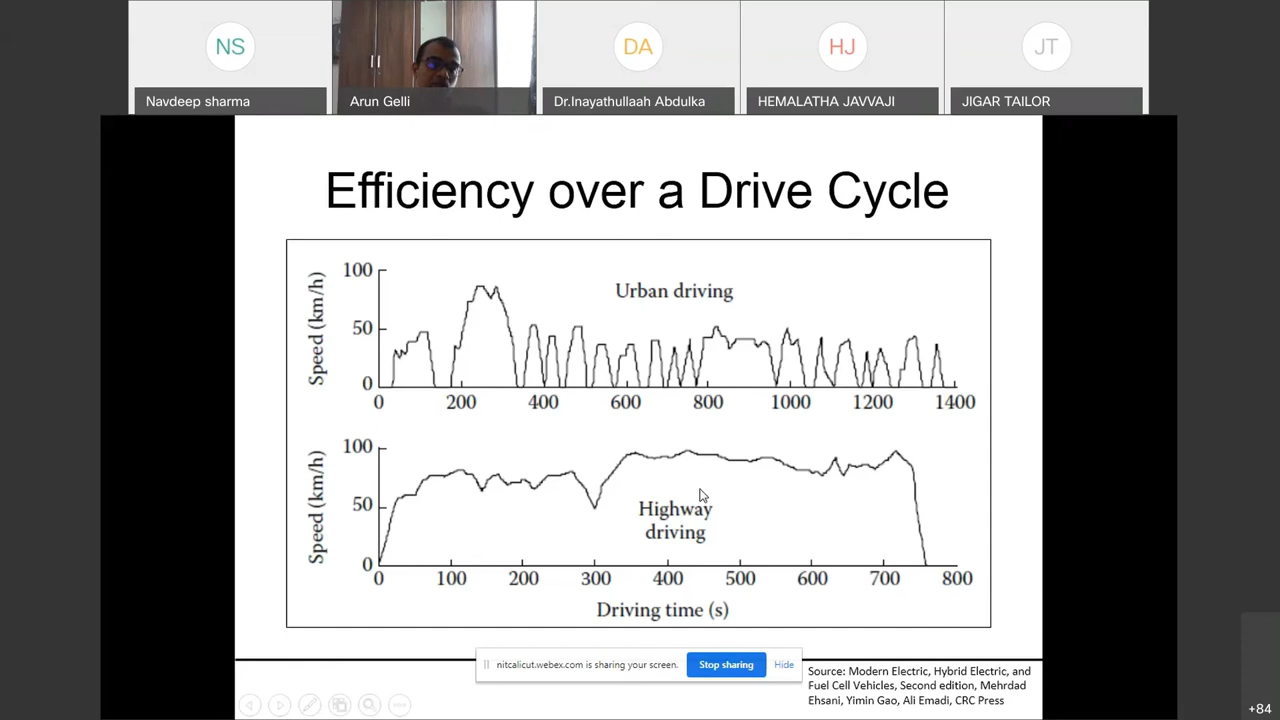 NS
DA
HJ
JT
Navdeep sharma
Arun Gelli
Dr.Inayathullaah Abdulka
HEMALATHA JAVVAJI
JIGAR TAILOR
Efficiency over a Drive Cycle
Speed (km/h)
100
50
0
Urban driving
0 200 400 600 800 1000 1200 1400
Speed (km/h)
100
50
0
Highway
driving
0 100 200 300 400 500 600 700 800
Driving time (s)
nitcalicut.webex.com is sharing your screen.
Stop sharing
Hide
Source: Modern Electric, Hybrid Electric, and
Fuel Cell Vehicles, Second edition, Mehrdad
Ehsani, Yimin Gao, Ali Emadi, CRC Press
+84